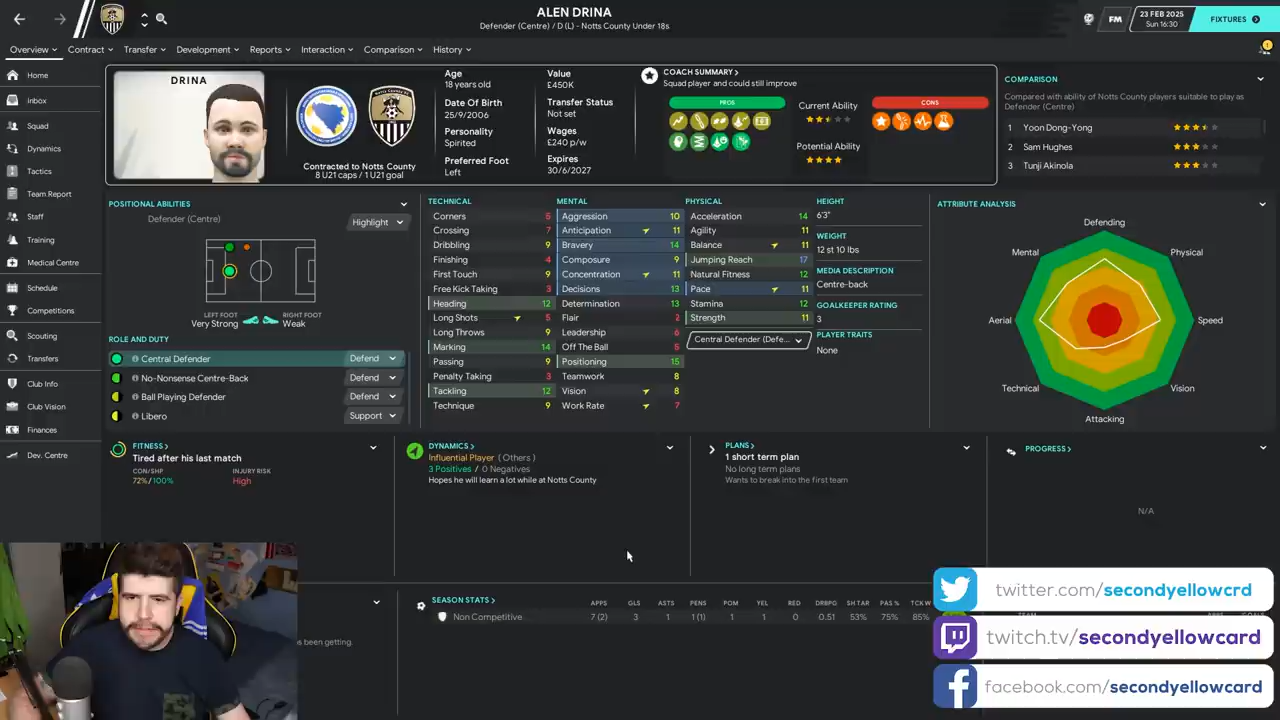 ALEN DRINA
Defender (Centre) / D (L) - Notts County Under 18s
FM
23 FEB 2025
Sun 16:30
FIXTURES
Overview
Contract
Transfer
Development
Reports
Interaction
Comparison
History
1
Home
Inbox
Squad
Dynamics
Tactics
Team Report
Staff
Training
Medical Centre
Schedule
Competitions
Scouting
Transfers
Club Info
Club Vision
Finances
Dev. Centre
DRINA
Contracted to Notts County
8 U21 caps / 1 U21 goal
Age
18 years old
Date Of Birth
25/9/2006
Personality
Spirited
Preferred Foot
Left
Value
£450K
Transfer Status
Not set
Wages
£240 p/w
Expires
30/6/2027
COACH SUMMARY >
Squad player and could still improve
PROS
Current Ability
Potential Ability
CONS
COMPARISON
Compared with ability of Notts County players suitable to play as
Defender (Centre)
1 Yoon Dong-Yong
2 Sam Hughes
3 Tunji Akinola
POSITIONAL ABILITIES
Defender (Centre)
Highlight
LEFT FOOT
Very Strong
RIGHT FOOT
Weak
ROLE AND DUTY
Central Defender Defend
No-Nonsense Centre-Back Defend
Ball Playing Defender Defend
Libero Support
TECHNICAL
Corners 5
Crossing 7
Dribbling 9
Finishing 4
First Touch 9
Free Kick Taking 3
Heading 12
Long Shots 5
Long Throws 9
Marking 14
Passing 9
Penalty Taking 3
Tackling 12
Technique 9
MENTAL
Aggression 10
Anticipation 11
Bravery 14
Composure 9
Concentration 11
Decisions 13
Determination 13
Flair 2
Leadership 6
Off The Ball 5
Positioning 15
Teamwork 8
Vision 8
Work Rate 7
PHYSICAL
Acceleration 14
Agility 11
Balance 11
Jumping Reach 17
Natural Fitness 12
Pace 11
Stamina 12
Strength 11
Central Defender (Defe...
HEIGHT
6'3"
WEIGHT
12 st 10 lbs
MEDIA DESCRIPTION
Centre-back
GOALKEEPER RATING
3
PLAYER TRAITS
None
ATTRIBUTE ANALYSIS
Defending
Physical
Speed
Vision
Attacking
Technical
Aerial
Mental
FITNESS >
Tired after his last match
CON/SHP
72%/100%
INJURY RISK
High
DYNAMICS >
Influential Player (Others)
3 Positives / 0 Negatives
Hopes he will learn a lot while at Notts County
PLANS >
1 short term plan
No long term plans
Wants to break into the first team
PROGRESS >
N/A
s been getting.
SEASON STATS >
APPS GLS ASTS PENS POM YEL RED DRBPG SH TAR PAS % TCK W
Non Competitive 7 (2) 3 1 1 (1) 1 1 0 0.51 53% 75% 85%
twitter.com/secondyellowcrd
twitch.tv/secondyellowcard
facebook.com/secondyellowcard